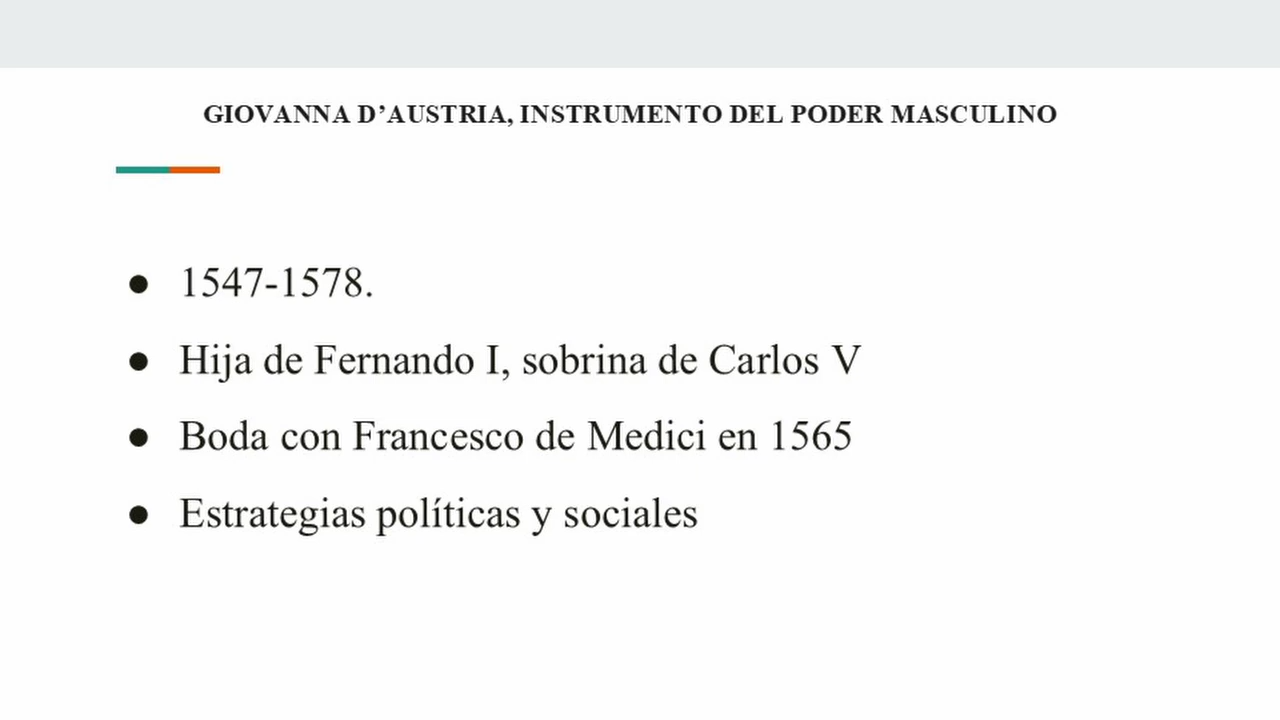 GIOVANNA D’AUSTRIA, INSTRUMENTO DEL PODER MASCULINO
● 1547-1578.
● Hija de Fernando I, sobrina de Carlos V
● Boda con Francesco de Medici en 1565
● Estrategias políticas y sociales